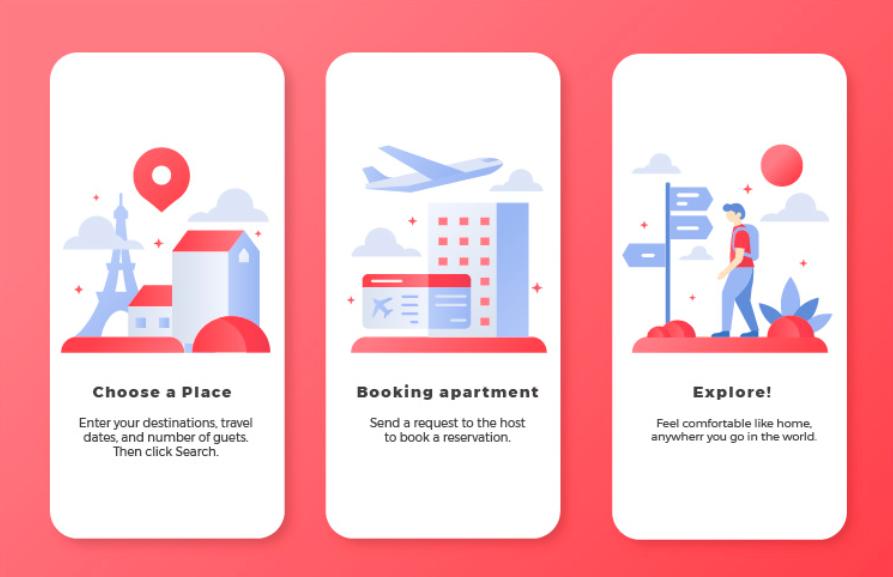 Choose a Place
Enter your destinations, travel
dates, and number of guets.
Then click Search.
Booking apartment
Send a request to the host
to book a reservation.
Explore!
Feel comfortable like home,
anywherr you go in the world.